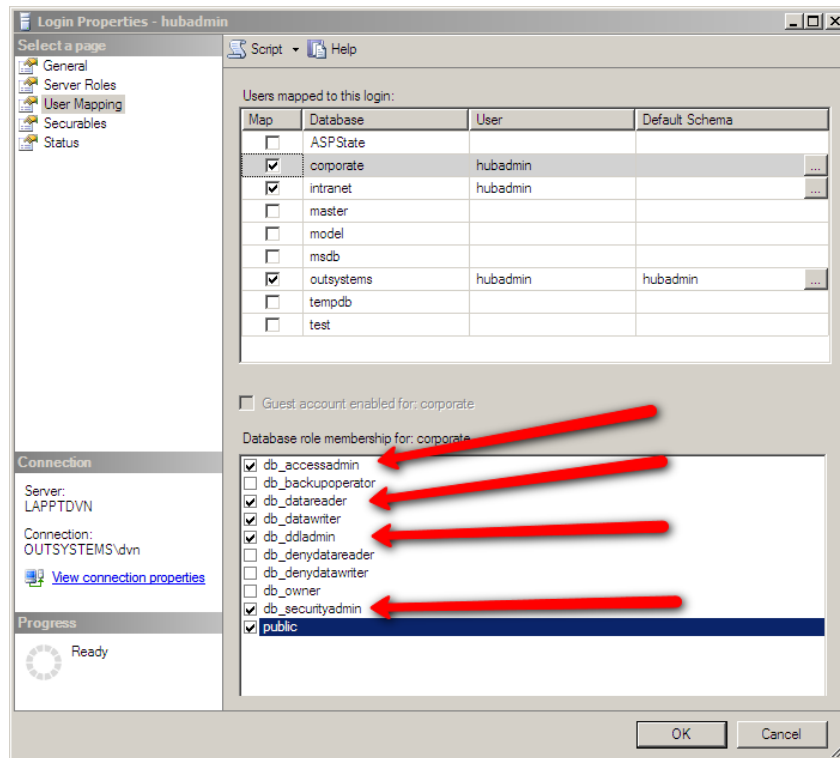 Login Properties - hubadmin
Select a page
General
Server Roles
User Mapping
Securables
Status
Script Help
Users mapped to this login:
Map Database User Default Schema
ASPState
corporate hubadmin ...
intranet hubadmin ...
master
model
msdb
outsystems hubadmin hubadmin ...
tempdb
test
Guest account enabled for: corporate
Database role membership for: corporate
db_accessadmin
db_backupoperator
db_datareader
db_datawriter
db_ddladmin
db_denydatareader
db_denydatawriter
db_owner
db_securityadmin
public
Connection
Server:
LAPPTDVN
Connection:
OUTSYSTEMS\dvn
View connection properties
Progress
Ready
OK Cancel